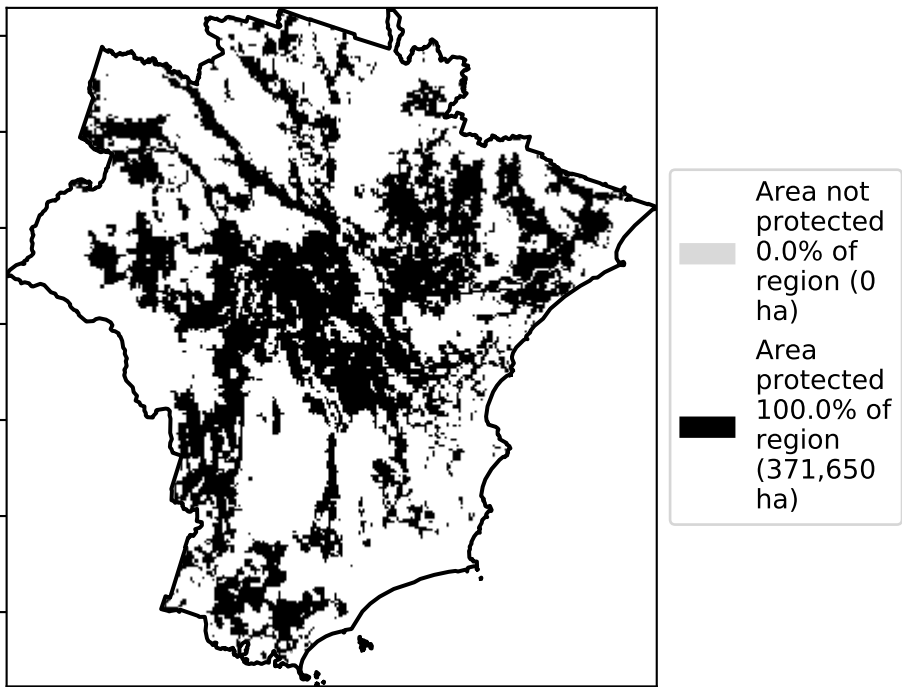 Area not
protected
0.0% of
region (0
ha)
Area
protected
100.0% of
region
(371,650
ha)